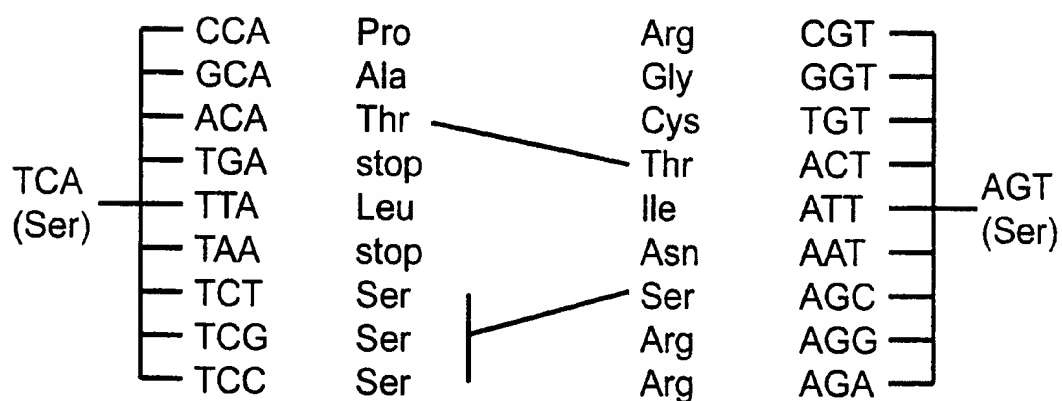 CCA Pro Arg CGT
GCA Ala Gly GGT
ACA Thr Cys TGT
TGA stop Thr ACT
TCA (Ser) TTA Leu Ile ATT AGT (Ser)
TAA stop Asn AAT
TCT Ser Ser AGC
TCG Ser Arg AGG
TCC Ser Arg AGA